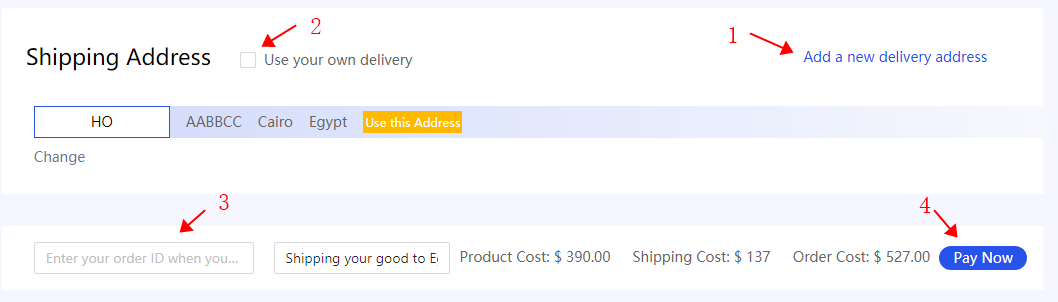 2
1
Shipping Address
Use your own delivery
Add a new delivery address
HO
AABBCC Cairo Egypt Use this Address
Change
3
4
Enter your order ID when you...
Shipping your good to E
Product Cost: $ 390.00
Shipping Cost: $ 137
Order Cost: $ 527.00
Pay Now